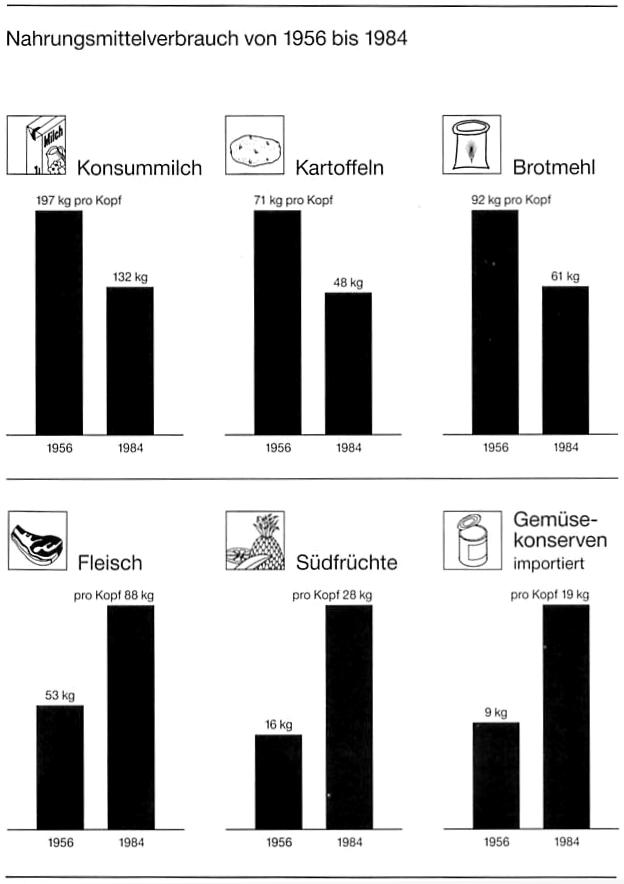 Nahrungsmittelverbrauch von 1956 bis 1984
Milch
1l
Konsummilch
197 kg pro Kopf
132 kg
1956 1984
Kartoffeln
71 kg pro Kopf
48 kg
1956 1984
Brotmehl
92 kg pro Kopf
61 kg
1956 1984
Fleisch
pro Kopf 88 kg
53 kg
1956 1984
Südfrüchte
pro Kopf 28 kg
16 kg
1956 1984
Gemüse-
konserven
importiert
pro Kopf 19 kg
9 kg
1956 1984